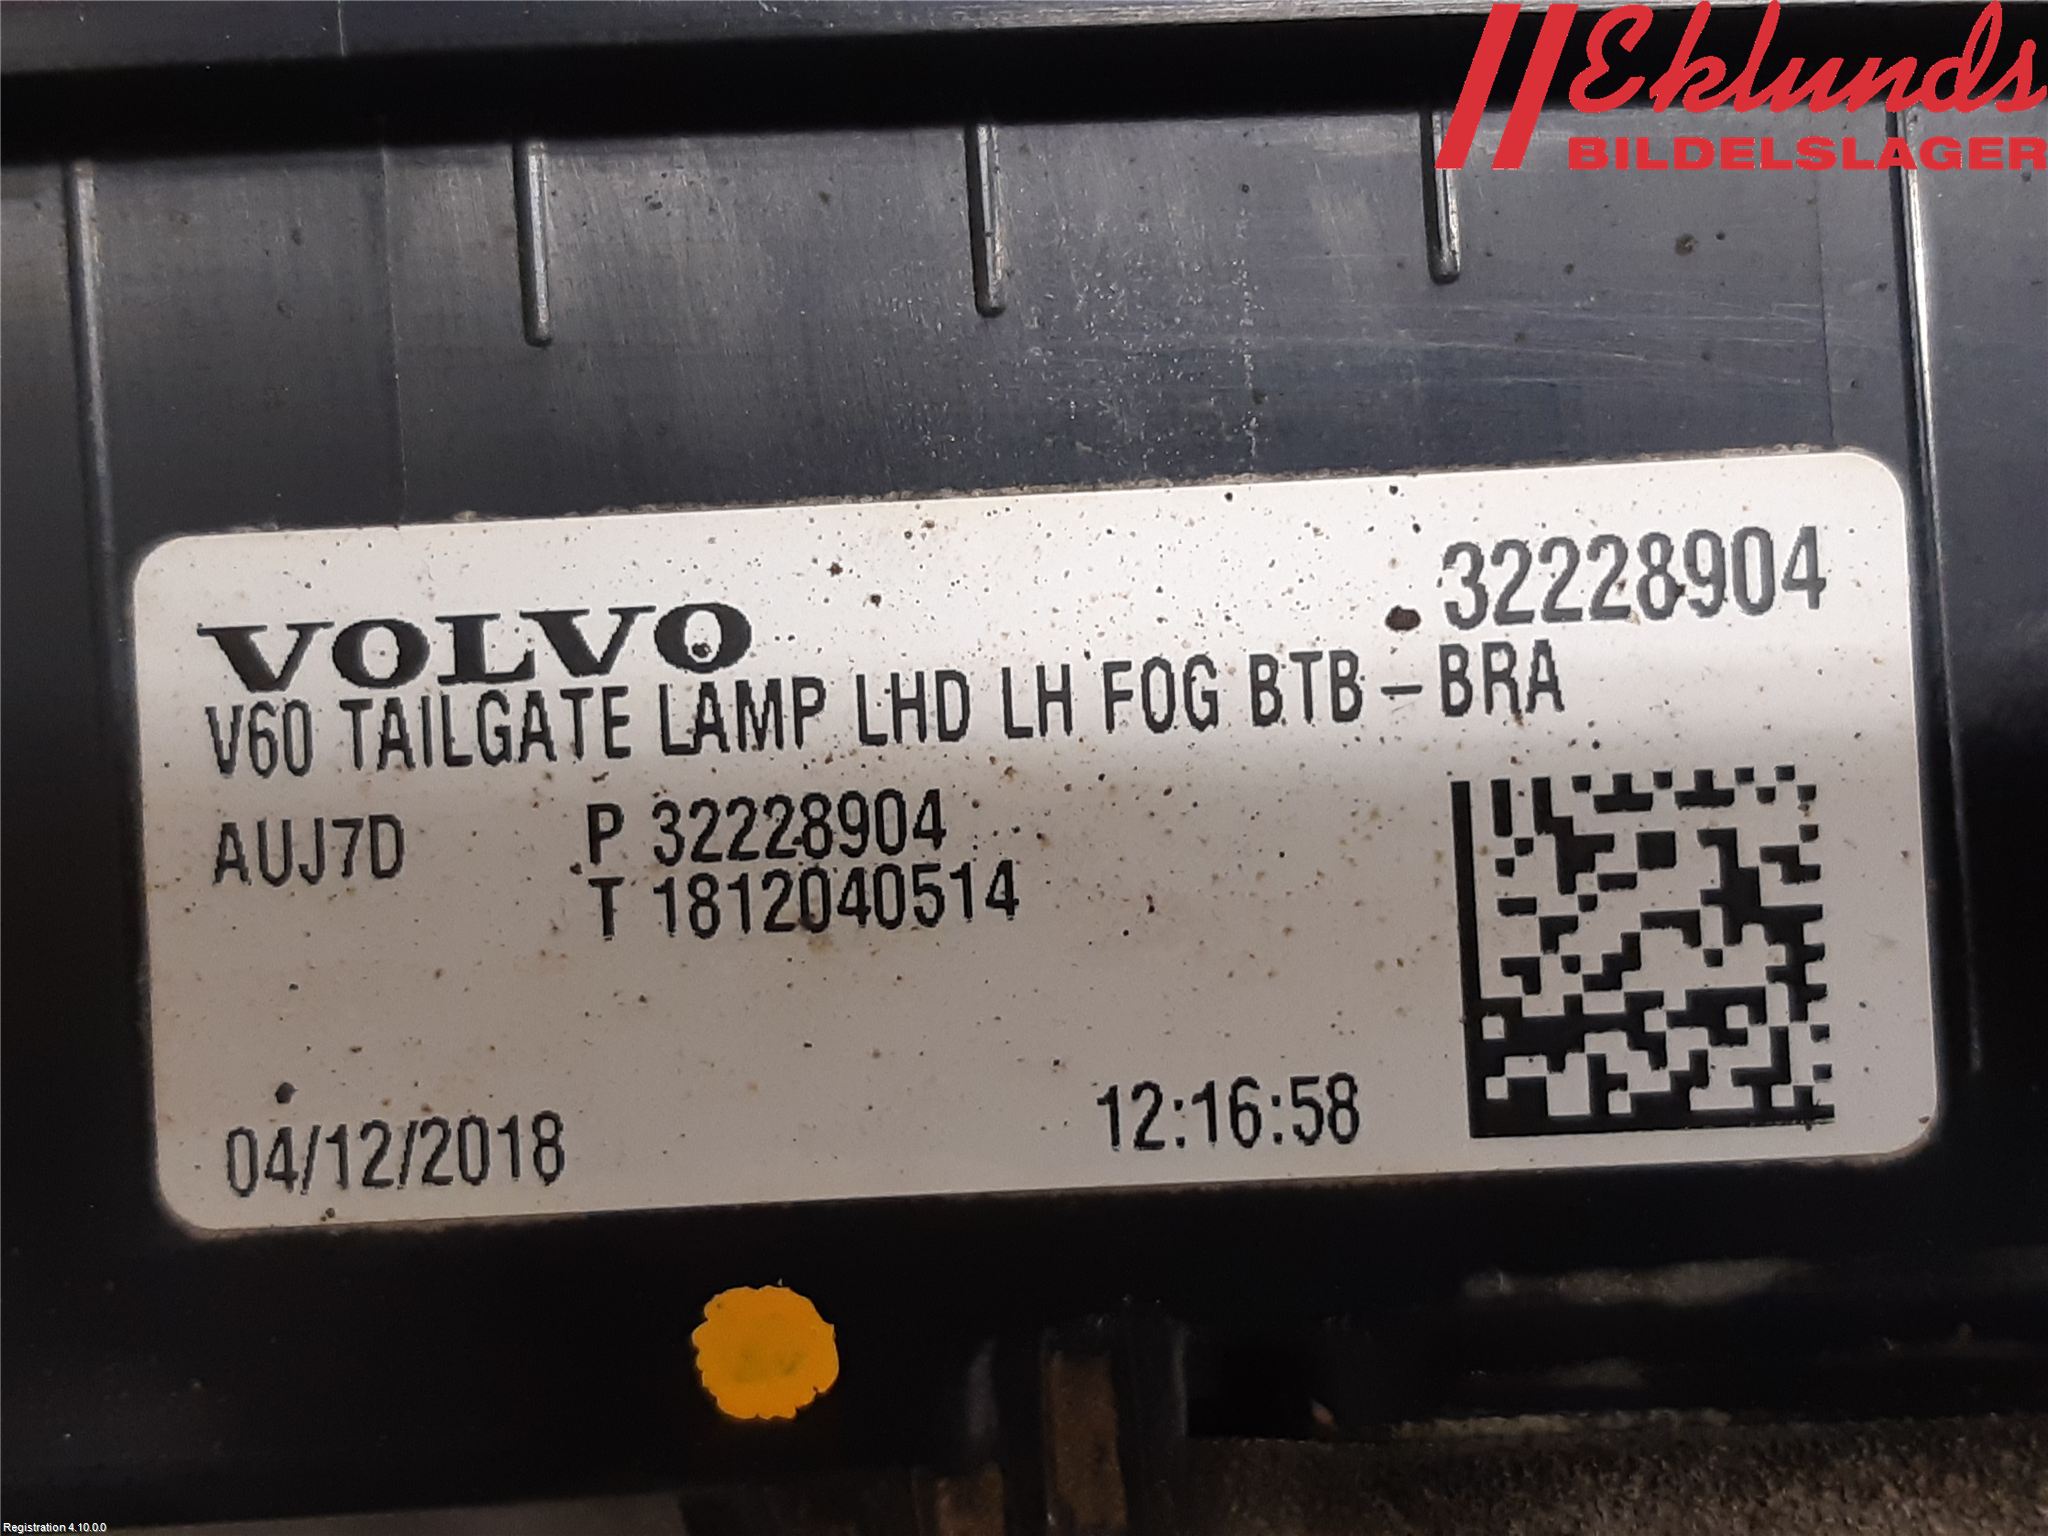 Eklunds
BILDELSLAGER
32228904
VOLVO
V60 TAILGATE LAMP LHD LH FOG BTB-BRA
AUJ7D P 32228904
T 1812040514
04/12/2018 12:16:58
Registration 4.10.0.0